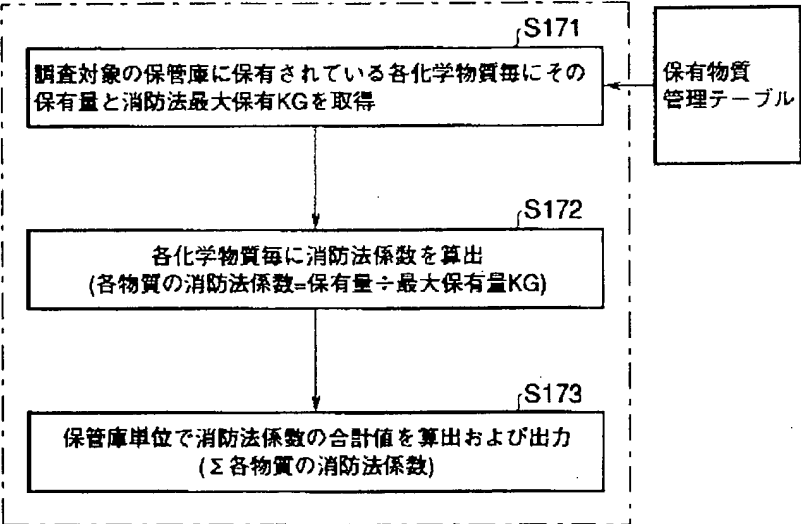 S171
調査対象の保管庫に保有されている各化学物質毎にその
保有量と消防法最大保有KGを取得
保有物質
管理テーブル
S172
各化学物質毎に消防法係数を算出
(各物質の消防法係数=保有量÷最大保有量KG)
S173
保管庫単位で消防法係数の合計値を算出および出力
(Σ各物質の消防法係数)